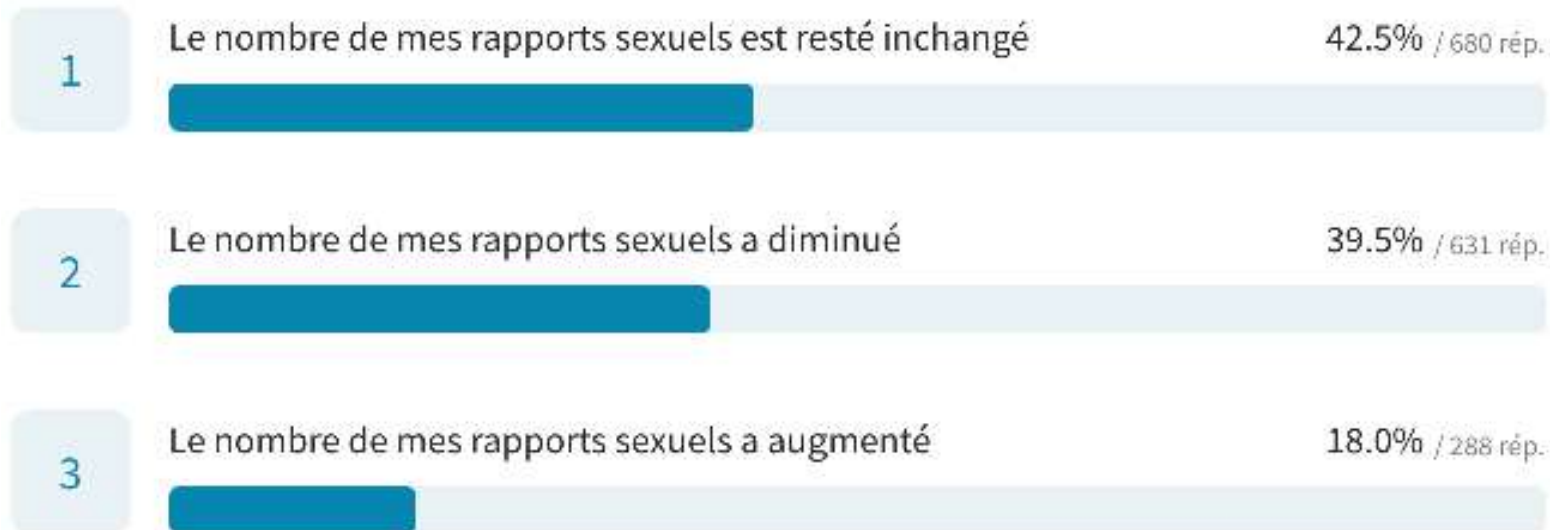 1
Le nombre de mes rapports sexuels est resté inchangé
42.5% / 680 rép.
2
Le nombre de mes rapports sexuels a diminué
39.5% / 631 rép.
3
Le nombre de mes rapports sexuels a augmenté
18.0% / 288 rép.